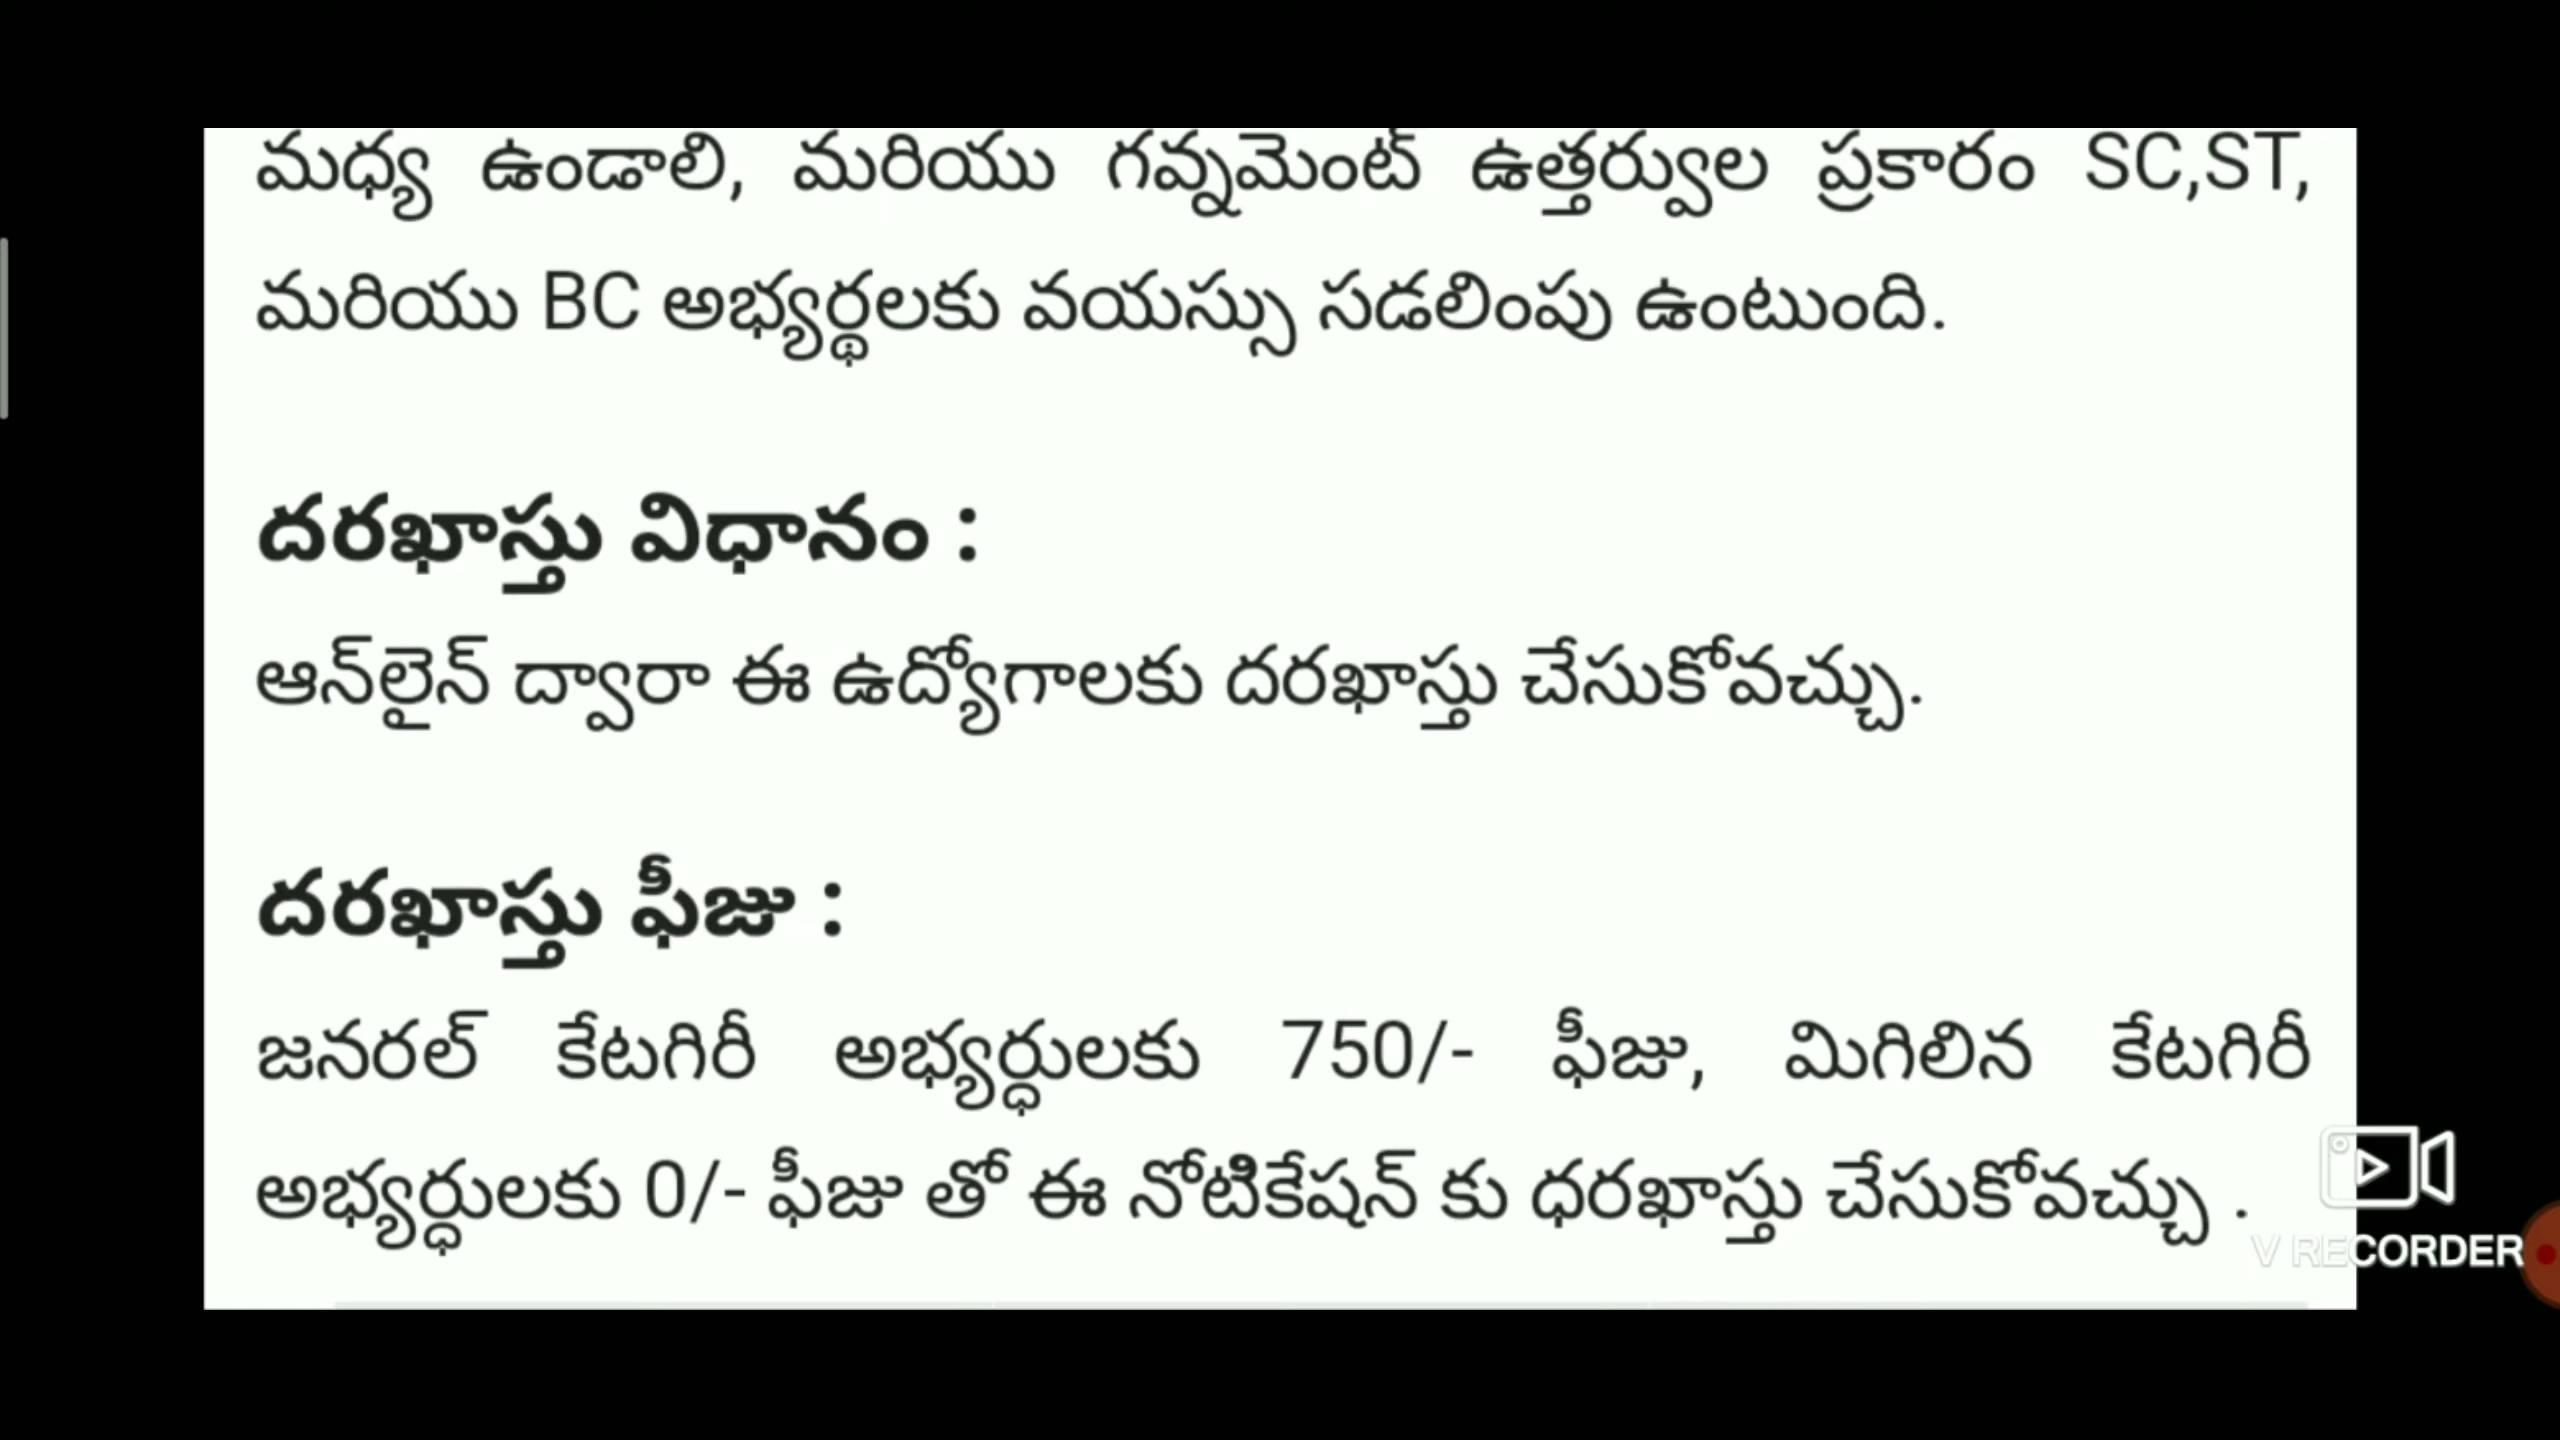 మధ్య ఉండాలి, మరియు గవ్నమెంట్ ఉత్తర్వుల ప్రకారం SC,ST,
మరియు BC అభ్యర్థలకు వయస్సు సడలింపు ఉంటుంది.
దరఖాస్తు విధానం :
ఆన్‌లైన్ ద్వారా ఈ ఉద్యోగాలకు దరఖాస్తు చేసుకోవచ్చు.
దరఖాస్తు ఫీజు :
జనరల్ కేటగిరీ అభ్యర్ధులకు 750/- ఫీజు, మిగిలిన కేటగిరీ
అభ్యర్ధులకు 0/- ఫీజు తో ఈ నోటికేషన్ కు ధరఖాస్తు చేసుకోవచ్చు .
V RECORDER